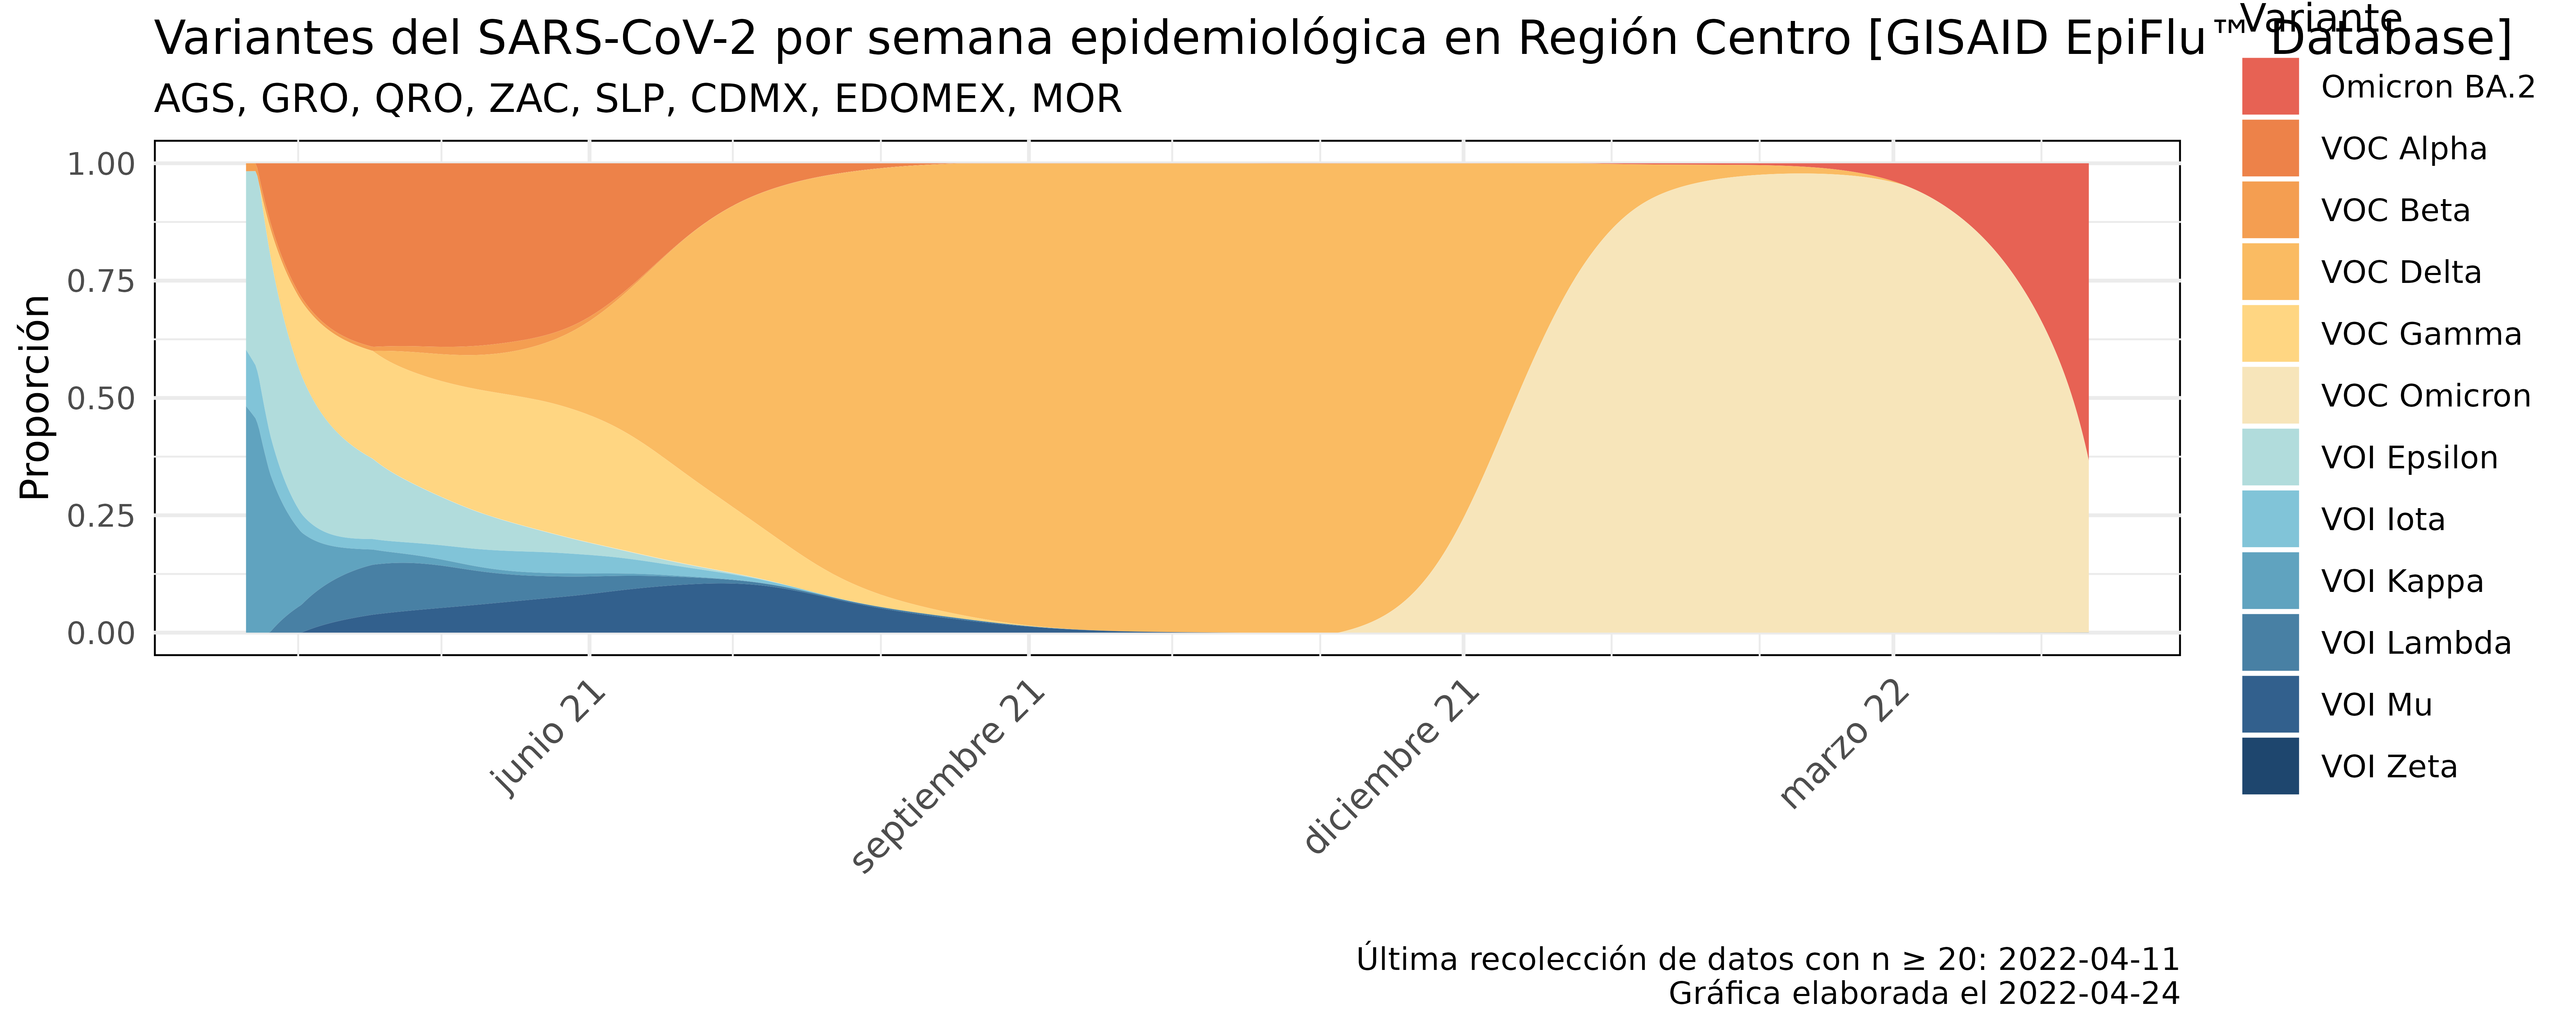 Variantes del SARS-CoV-2 por semana epidemiológica en Región Centro [GISAID EpiFlu™ Database]
AGS, GRO, QRO, ZAC, SLP, CDMX, EDOMEX, MOR
Proporción
1.00
0.75
0.50
0.25
0.00
junio 21
septiembre 21
diciembre 21
marzo 22
Variante
Omicron BA.2
VOC Alpha
VOC Beta
VOC Delta
VOC Gamma
VOC Omicron
VOI Epsilon
VOI Iota
VOI Kappa
VOI Lambda
VOI Mu
VOI Zeta
Última recolección de datos con n ≥ 20: 2022-04-11
Gráfica elaborada el 2022-04-24